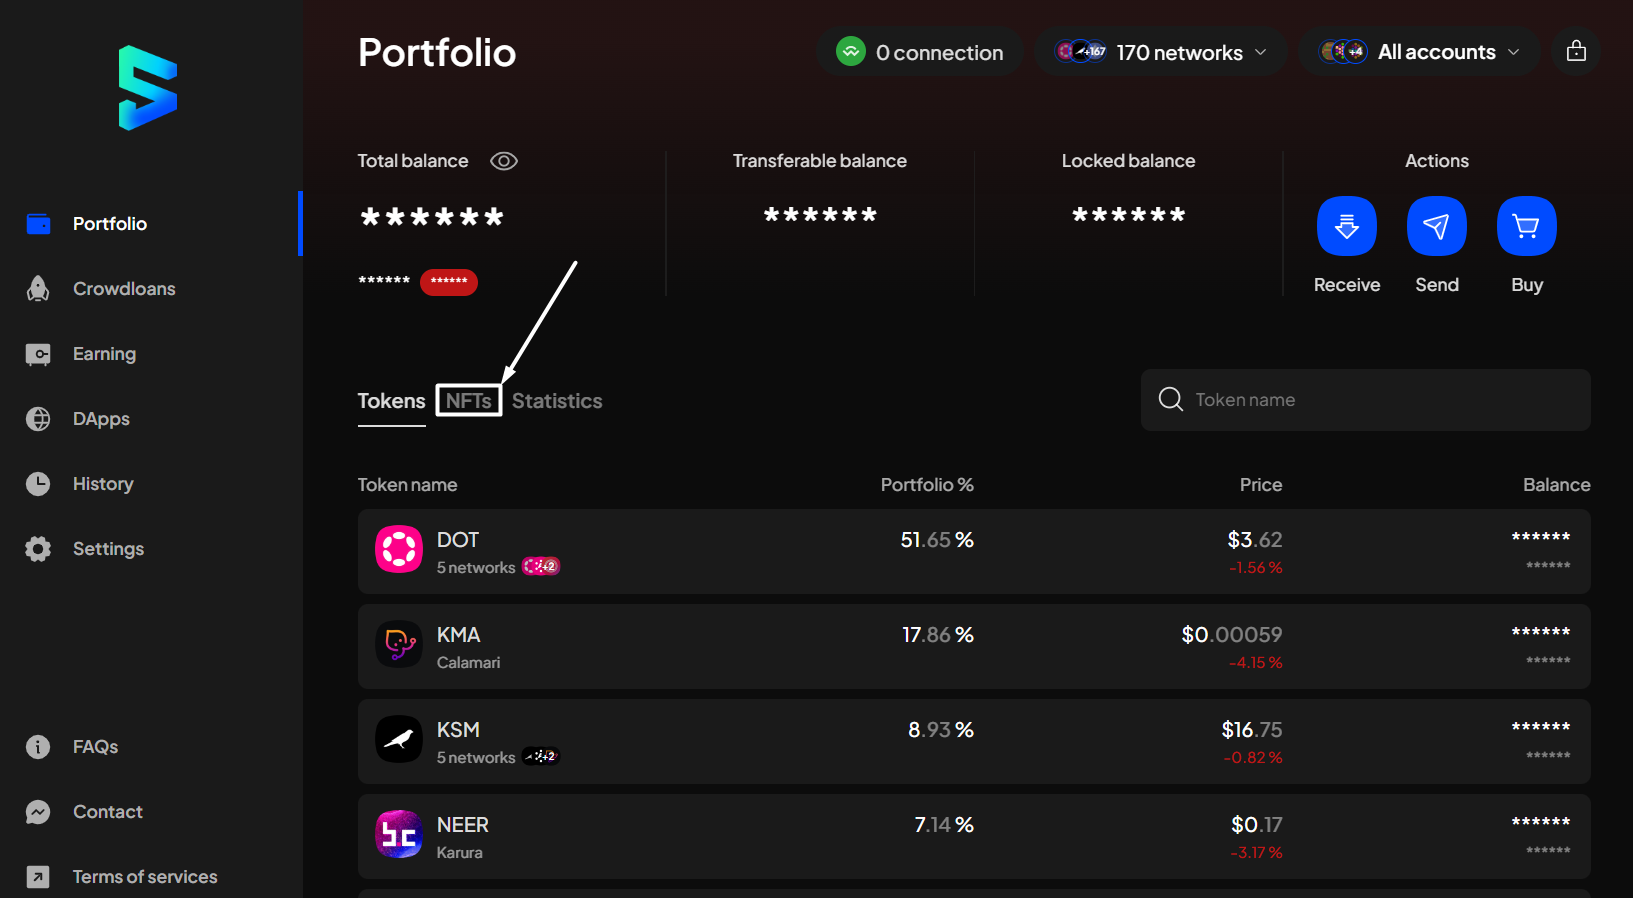 Portfolio
0 connection
+167
170 networks
+4
All accounts
Portfolio
Crowdloans
Earning
DApps
History
Settings
FAQs
Contact
Terms of services
Total balance
******
****** ******
Transferable balance
******
Locked balance
******
Actions
Receive
Send
Buy
Tokens NFTs Statistics
Token name
Token name Portfolio % Price Balance
DOT 51.65 % $3.62 ******
5 networks +2 -1.56 % ******
KMA 17.86 % $0.00059 ******
Calamari -4.15 % ******
KSM 8.93 % $16.75 ******
5 networks +2 -0.82 % ******
NEER 7.14 % $0.17 ******
Karura -3.17 % ******